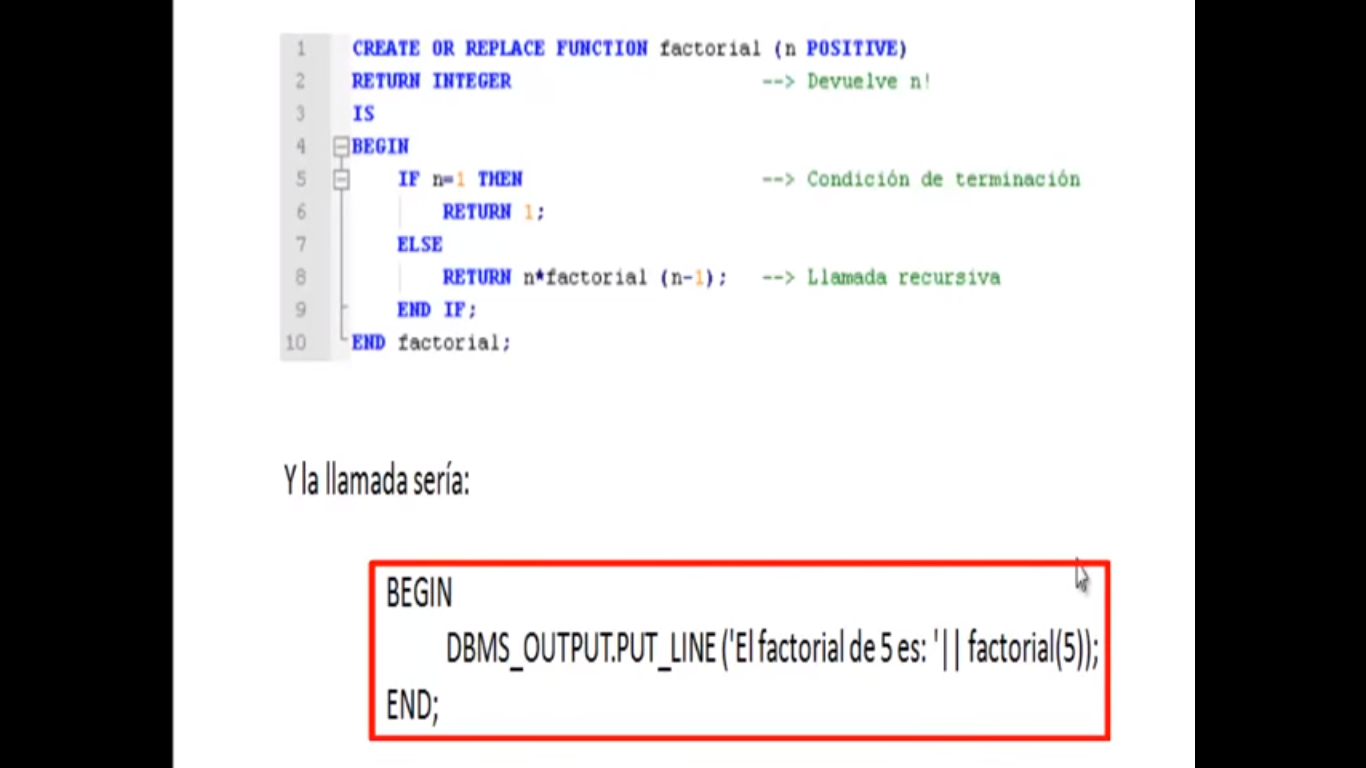 1 CREATE OR REPLACE FUNCTION factorial (n POSITIVE)
2 RETURN INTEGER --> Devuelve n!
3 IS
4 BEGIN
5 IF n=1 THEN --> Condición de terminación
6 RETURN 1;
7 ELSE
8 RETURN n*factorial (n-1); --> Llamada recursiva
9 END IF;
10 END factorial;
Y la llamada sería:
BEGIN
DBMS_OUTPUT.PUT_LINE ('El factorial de 5 es: '|| factorial(5));
END;